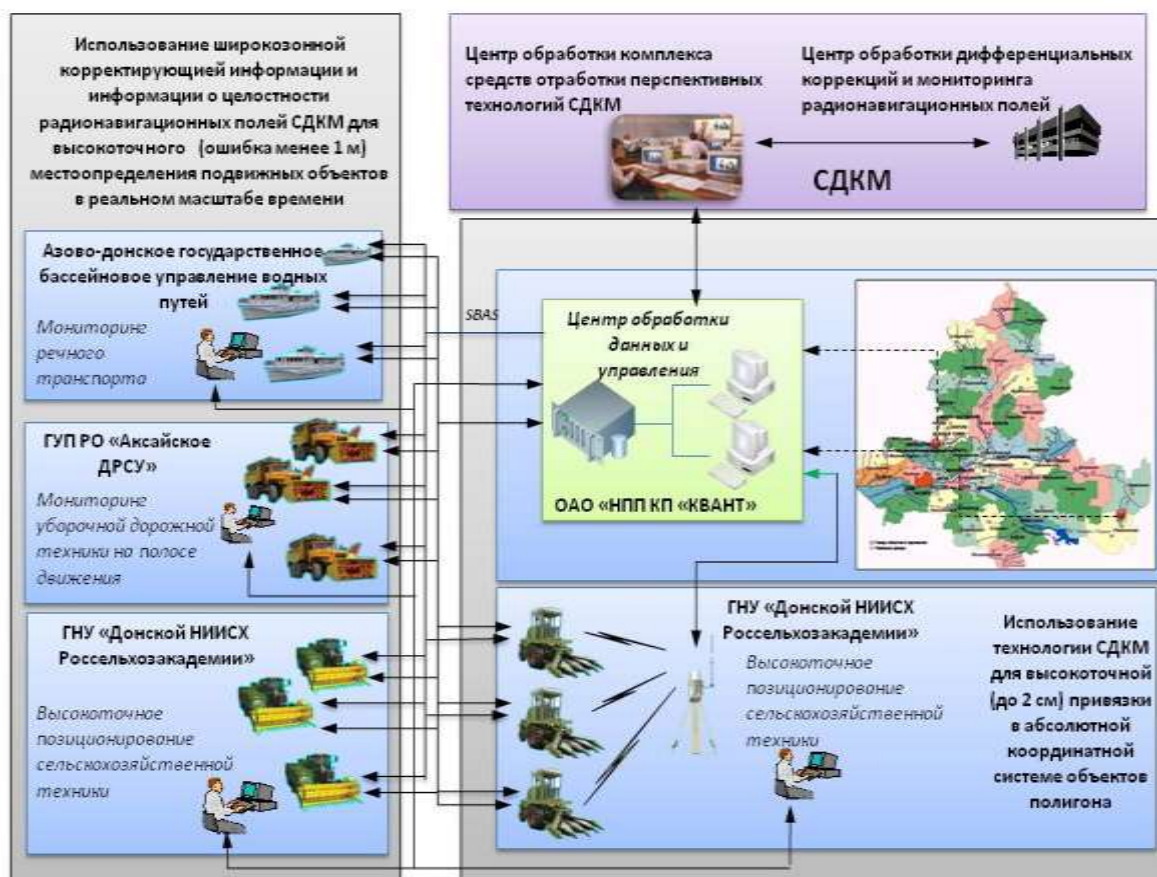 Использование широкозонной
корректирующией информации и
информации о целостности
радионавигационных полей СДКМ для
высокоточного (ошибка менее 1 м)
местоопределения подвижных объектов
в реальном масштабе времени
Азово-донское государственное
бассейновое управление водных
путей
Мониторинг
речного
транспорта
ГУП РО «Аксайское
ДРСУ»
Мониторинг
уборочной дорожной
техники на полосе
движения
ГНУ «Донской НИИСХ
Россельхозакадемии»
Высокоточное
позиционирование
сельскохозяйственной
техники
Центр обработки комплекса
средств отработки перспективных
технологий СДКМ
Центр обработки дифференциальных
коррекций и мониторинга
радионавигационных полей
СДКМ
SBAS
Центр обработки
данных и
управления
ОАО «НПП КП «КВАНТ»
ГНУ «Донской НИИСХ
Россельхозакадемии»
Высокоточное
позиционирование
сельскохозяйственной
техники
Использование
технологии СДКМ
для высокоточной
(до 2 см) привязки
в абсолютной
координатной
системе объектов
полигона